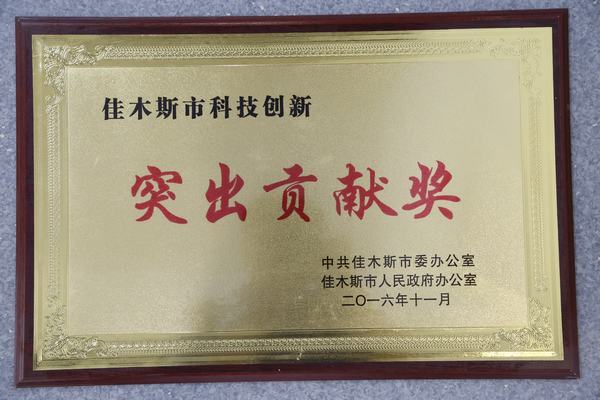 佳木斯市科技创新
突出贡献奖
中共佳木斯市委办公室
佳木斯市人民政府办公室
二〇一六年十一月